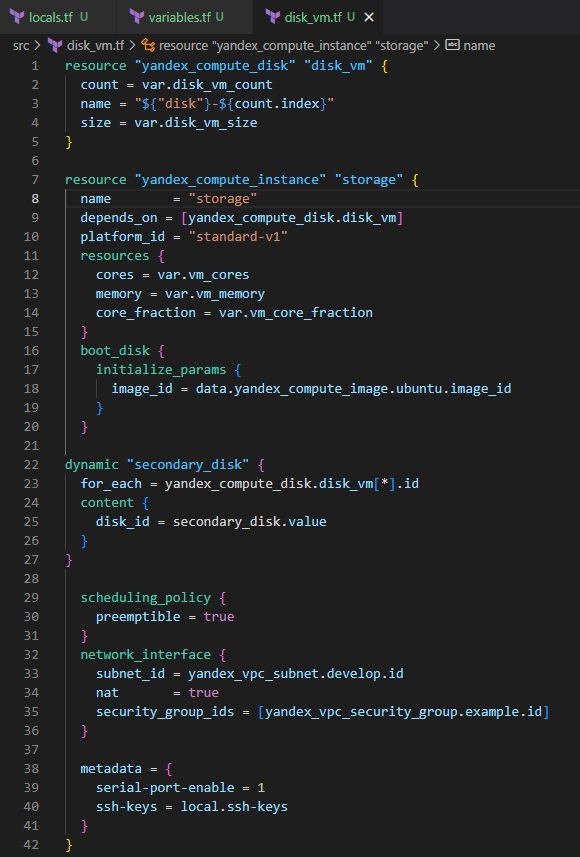 locals.tf U variables.tf U disk_vm.tf U ×
src > disk_vm.tf > resource "yandex_compute_instance" "storage" > abc name
1 resource "yandex_compute_disk" "disk_vm" {
2   count = var.disk_vm_count
3   name = "${"disk"}-${count.index}"
4   size = var.disk_vm_size
5 }
6
7 resource "yandex_compute_instance" "storage" {
8   name        = "storage"
9   depends_on = [yandex_compute_disk.disk_vm]
10   platform_id = "standard-v1"
11   resources {
12     cores = var.vm_cores
13     memory = var.vm_memory
14     core_fraction = var.vm_core_fraction
15   }
16   boot_disk {
17     initialize_params {
18       image_id = data.yandex_compute_image.ubuntu.image_id
19     }
20   }
21
22 dynamic "secondary_disk" {
23   for_each = yandex_compute_disk.disk_vm[*].id
24   content {
25     disk_id = secondary_disk.value
26   }
27 }
28
29   scheduling_policy {
30     preemptible = true
31   }
32   network_interface {
33     subnet_id = yandex_vpc_subnet.develop.id
34     nat       = true
35     security_group_ids = [yandex_vpc_security_group.example.id]
36   }
37
38   metadata = {
39     serial-port-enable = 1
40     ssh-keys = local.ssh-keys
41   }
42 }